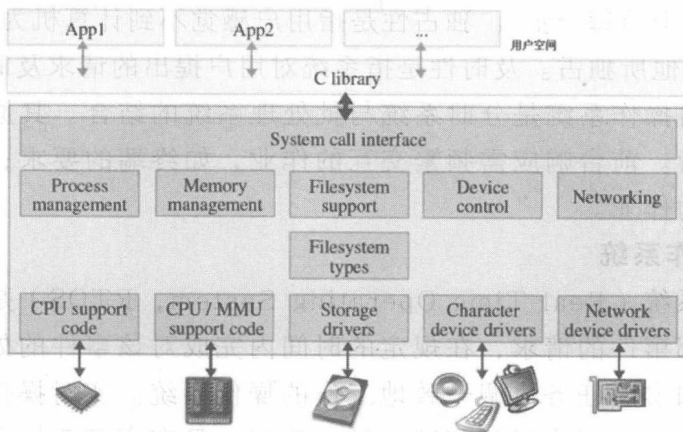 App1
App2
...
用户空间
C library
System call interface
Process management
Memory management
Filesystem support
Device control
Networking
Filesystem types
CPU support code
CPU / MMU support code
Storage drivers
Character device drivers
Network device drivers